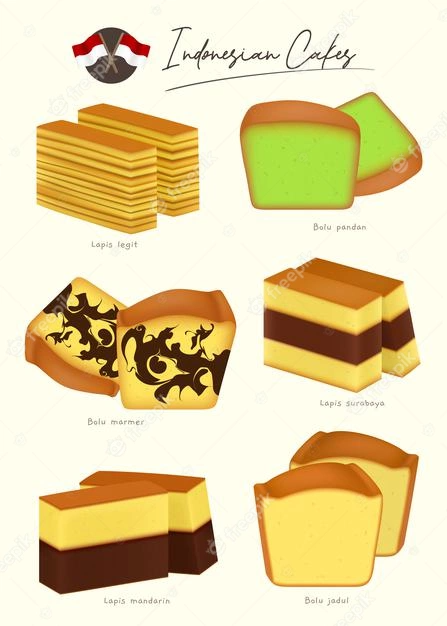 Indonesian Cakes
Lapis legit
Bolu pandan
Bolu marmer
Lapis surabaya
Lapis mandarin
Bolu jadul